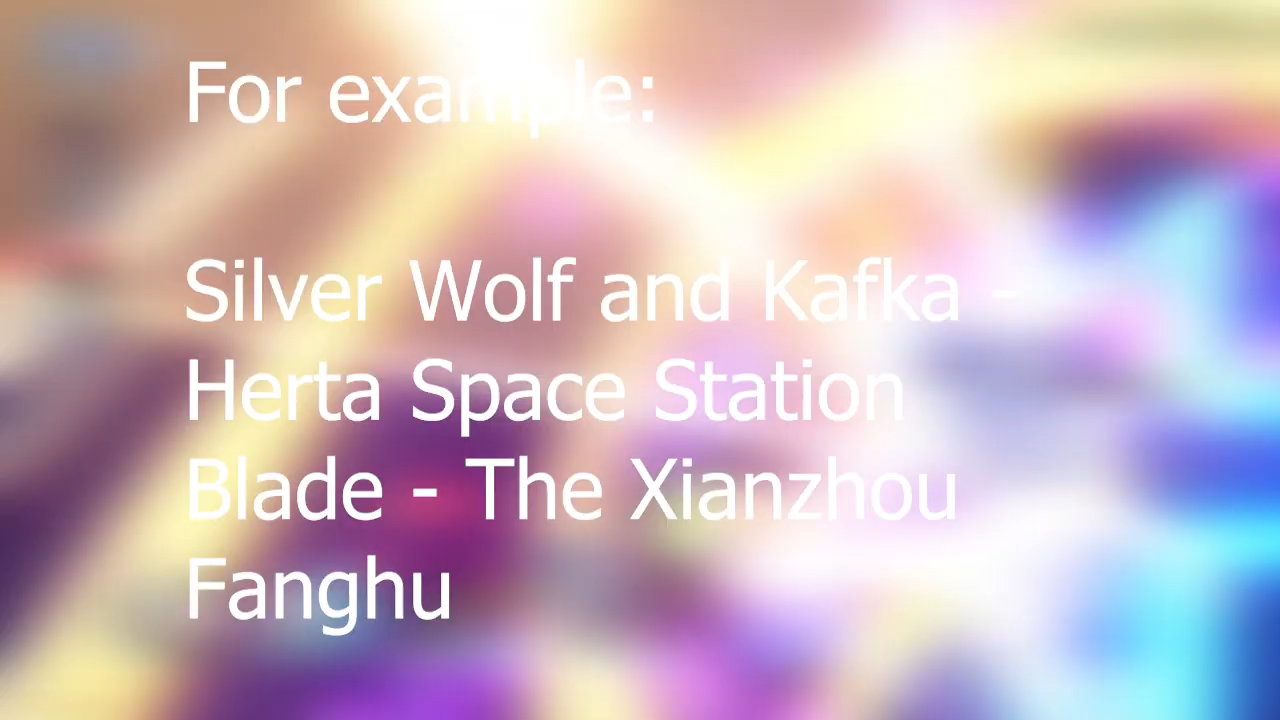 For example:
Silver Wolf and Kafka -
Herta Space Station
Blade - The Xianzhou
Fanghu